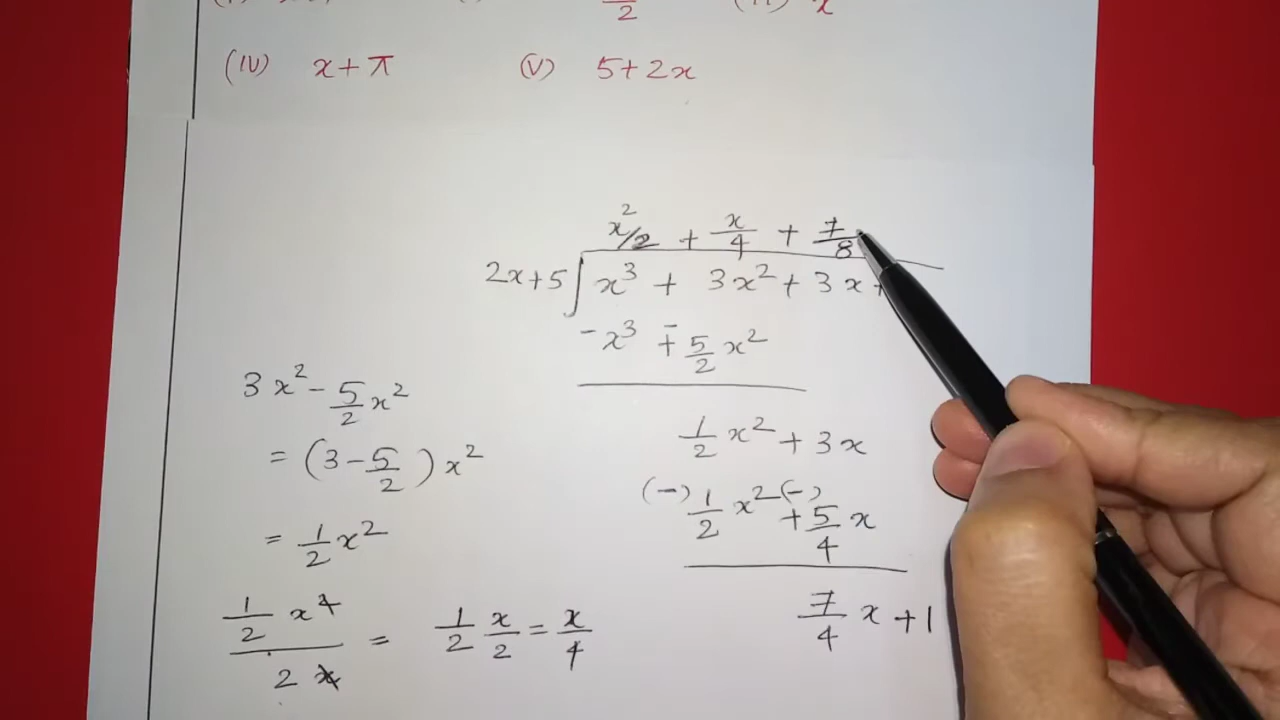 (IV) x + π (V) 5 + 2x
x²/2 + x/4 + 7/8
2x+5 x³ + 3x² + 3x +
- x³ +- 5/2 x²
3x² - 5/2 x²
1/2 x² + 3x
= (3 - 5/2) x²
(-) 1/2 x² (-) + 5/4 x
= 1/2 x²
7/4 x + 1
1/2 x² / 2x = 1/2 x/2 = x/4